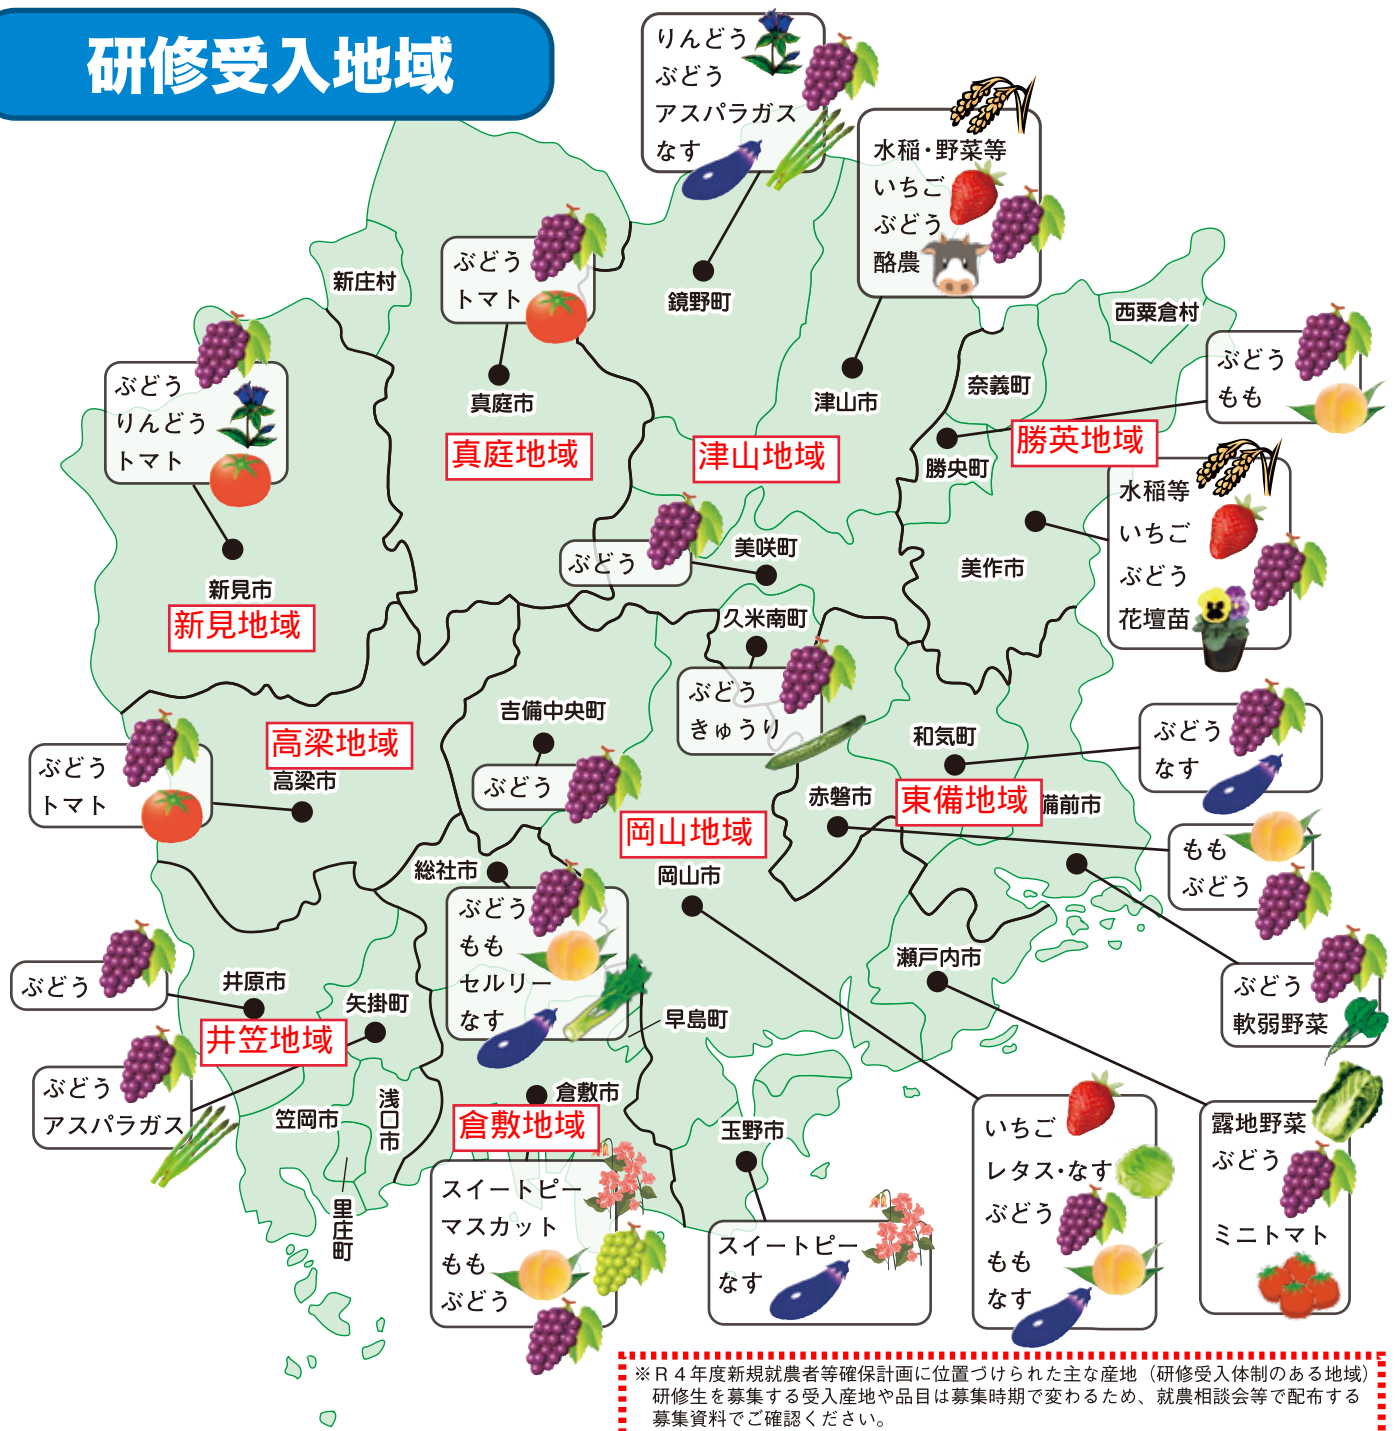 研修受入地域
りんどう
ぶどう
アスパラガス
なす
水稲・野菜等
いちご
ぶどう
酪農
新庄村
ぶどう
トマト
鏡野町
西粟倉村
ぶどう
もも
ぶどう
りんどう
トマト
真庭市
津山市
奈義町
真庭地域
津山地域
勝英地域
勝央町
水稲等
いちご
ぶどう
花壇苗
ぶどう
美咲町
美作市
新見市
新見地域
久米南町
ぶどう
きゅうり
吉備中央町
ぶどう
和気町
ぶどう
なす
高梁地域
高梁市
ぶどう
トマト
赤磐市
東備地域
備前市
岡山地域
岡山市
もも
ぶどう
総社市
ぶどう
もも
セルリー
なす
瀬戸内市
ぶどう
軟弱野菜
ぶどう
井原市
矢掛町
井笠地域
早島町
ぶどう
アスパラガス
笠岡市
浅口市
里庄町
倉敷市
倉敷地域
スイートピー
マスカット
もも
ぶどう
玉野市
スイートピー
なす
いちご
レタス・なす
ぶどう
もも
なす
露地野菜
ぶどう
ミニトマト
※Ｒ４年度新規就農者等確保計画に位置づけられた主な産地（研修受入体制のある地域）
研修生を募集する受入産地や品目は募集時期で変わるため、就農相談会等で配布する
募集資料でご確認ください。